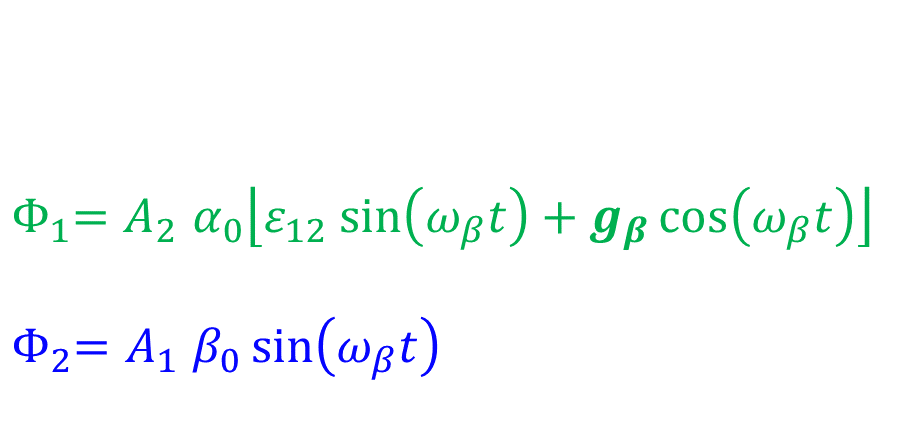 Φ₁= A₂ α₀⌊ε₁₂ sin(ω_β t) + g_β cos(ω_β t)⌋
Φ₂= A₁ β₀ sin(ω_β t)